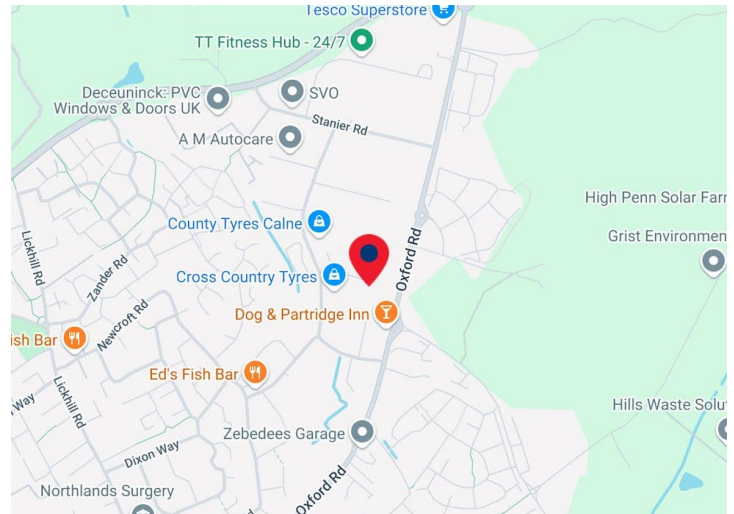 Tesco Superstore
TT Fitness Hub - 24/7
Deceuninck: PVC
Windows & Doors UK
SVO
Stanier Rd
A M Autocare
High Penn Solar Farr
County Tyres Calne
Lickhill Rd
Grist Environmen
Oxford Rd
Zander Rd
Cross Country Tyres
Dog & Partridge Inn
Newcroft Rd
ish Bar
Ed's Fish Bar
Lickhill Rd
Way
Hills Waste Solut
Zebedees Garage
Dixon Way
Northlands Surgery
Oxford Rd